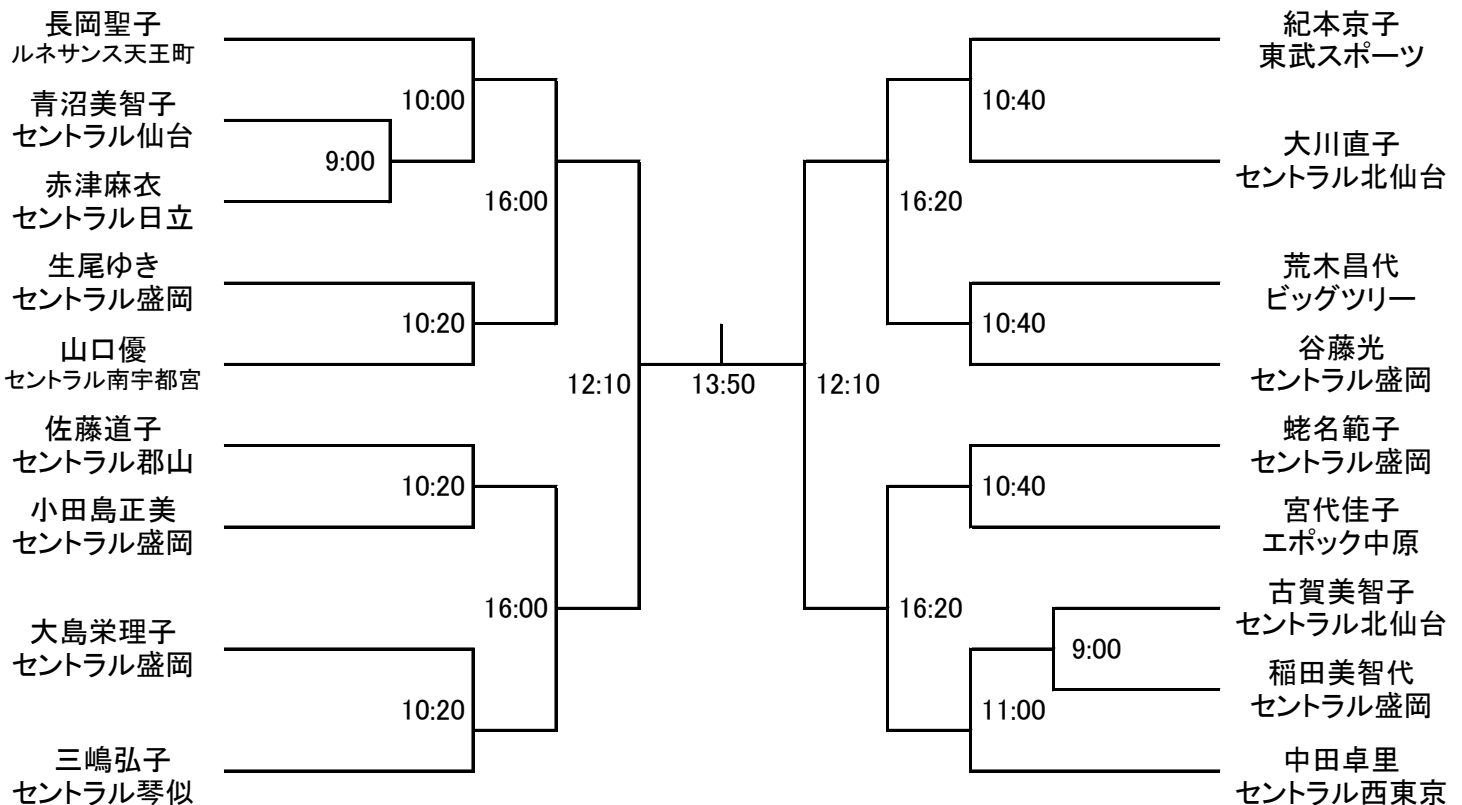 長岡聖子
ルネサンス天王町
10:00
青沼美智子
セントラル仙台
9:00
赤津麻衣
セントラル日立
16:00
生尾ゆき
セントラル盛岡
10:20
山口優
セントラル南宇都宮
12:10
佐藤道子
セントラル郡山
10:20
小田島正美
セントラル盛岡
16:00
大島栄理子
セントラル盛岡
10:20
三嶋弘子
セントラル琴似
13:50
紀本京子
東武スポーツ
10:40
大川直子
セントラル北仙台
16:20
荒木昌代
ビッグツリー
10:40
谷藤光
セントラル盛岡
12:10
蛯名範子
セントラル盛岡
10:40
宮代佳子
エポック中原
16:20
古賀美智子
セントラル北仙台
9:00
稲田美智代
セントラル盛岡
11:00
中田卓里
セントラル西東京